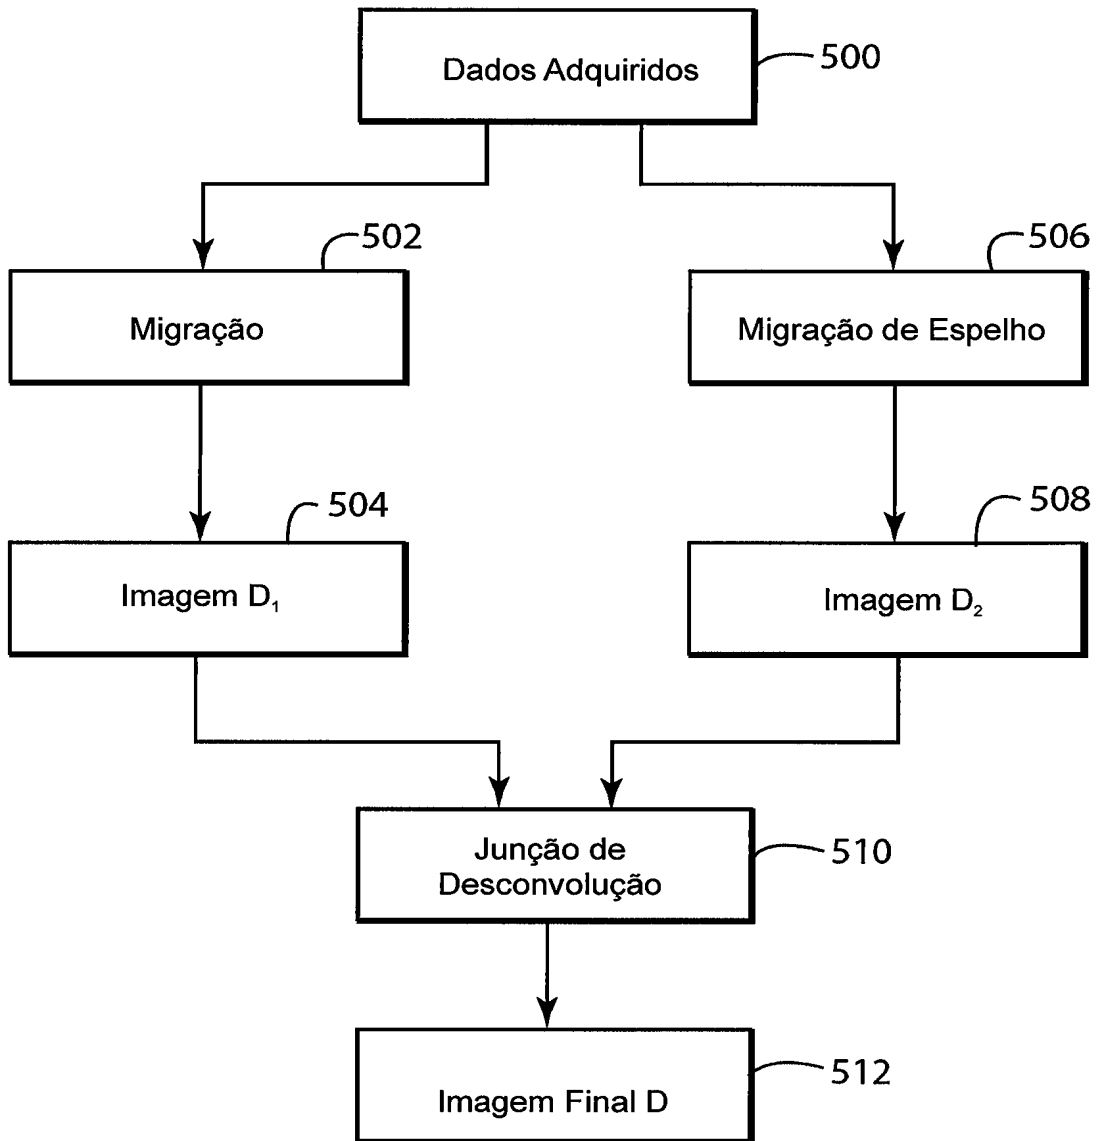 Dados Adquiridos
500
502
506
Migração
Migração de Espelho
504
508
Imagem D₁
Imagem D₂
Junção de
Desconvolução
510
Imagem Final D
512